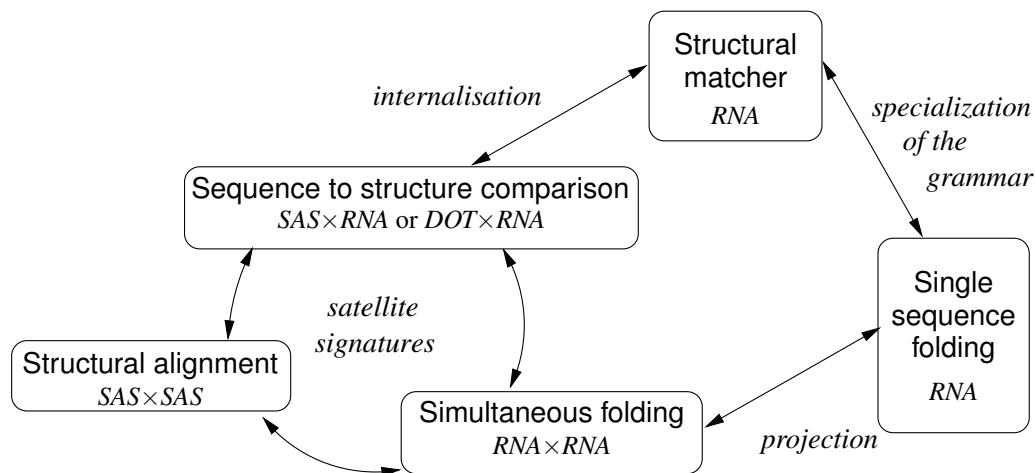 Structural
matcher
RNA
internalisation
specialization
of the
grammar
Sequence to structure comparison
SAS×RNA or DOT×RNA
satellite
signatures
Single
sequence
folding
RNA
Structural alignment
SAS×SAS
Simultaneous folding
RNA×RNA
projection